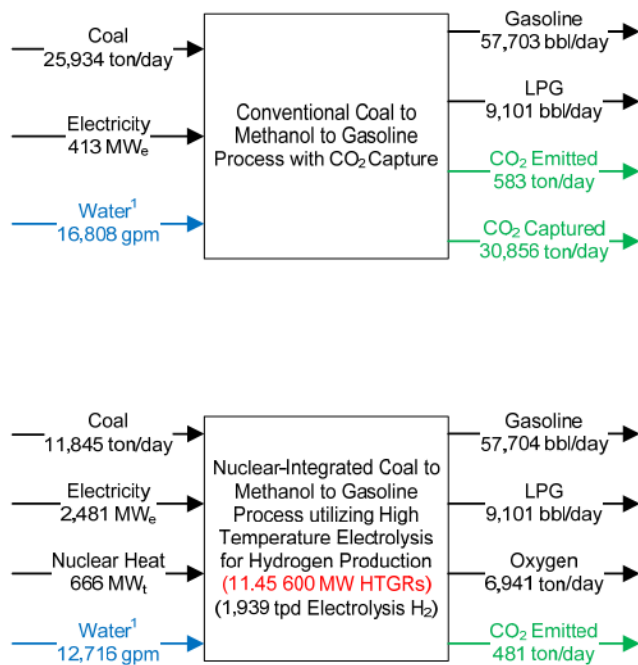 Coal
25,934 ton/day
Electricity
413 MWₑ
Water¹
16,808 gpm
Conventional Coal to
Methanol to Gasoline
Process with CO₂ Capture
Gasoline
57,703 bbl/day
LPG
9,101 bbl/day
CO₂ Emitted
583 ton/day
CO₂ Captured
30,856 ton/day
Coal
11,845 ton/day
Electricity
2,481 MWₑ
Nuclear Heat
666 MWₜ
Water¹
12,716 gpm
Nuclear-Integrated Coal to
Methanol to Gasoline
Process utilizing High
Temperature Electrolysis
for Hydrogen Production
(11.45 600 MW HTGRs)
(1,939 tpd Electrolysis H₂)
Gasoline
57,704 bbl/day
LPG
9,101 bbl/day
Oxygen
6,941 ton/day
CO₂ Emitted
481 ton/day